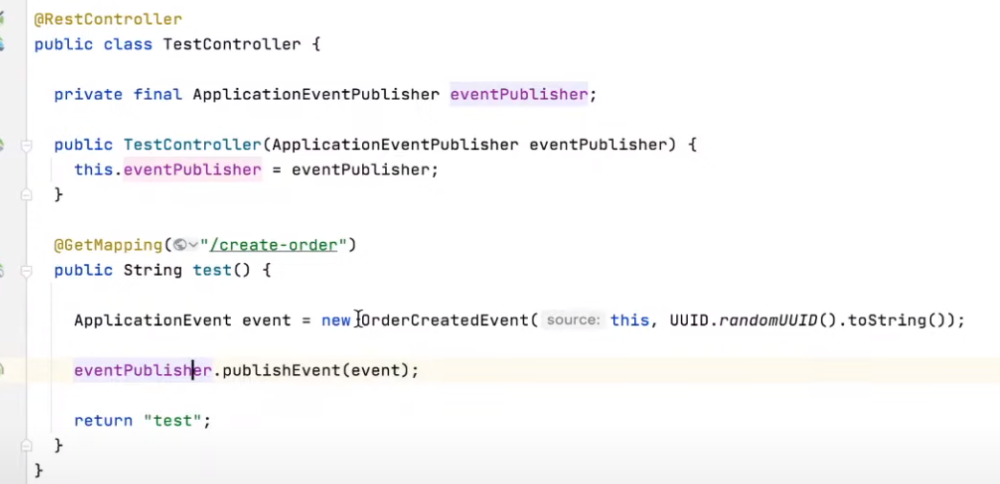 @RestController
public class TestController {
private final ApplicationEventPublisher eventPublisher;
public TestController(ApplicationEventPublisher eventPublisher) {
this.eventPublisher = eventPublisher;
}
@GetMapping("/create-order")
public String test() {
ApplicationEvent event = new OrderCreatedEvent( source: this, UUID.randomUUID().toString());
eventPublisher.publishEvent(event);
return "test";
}
}